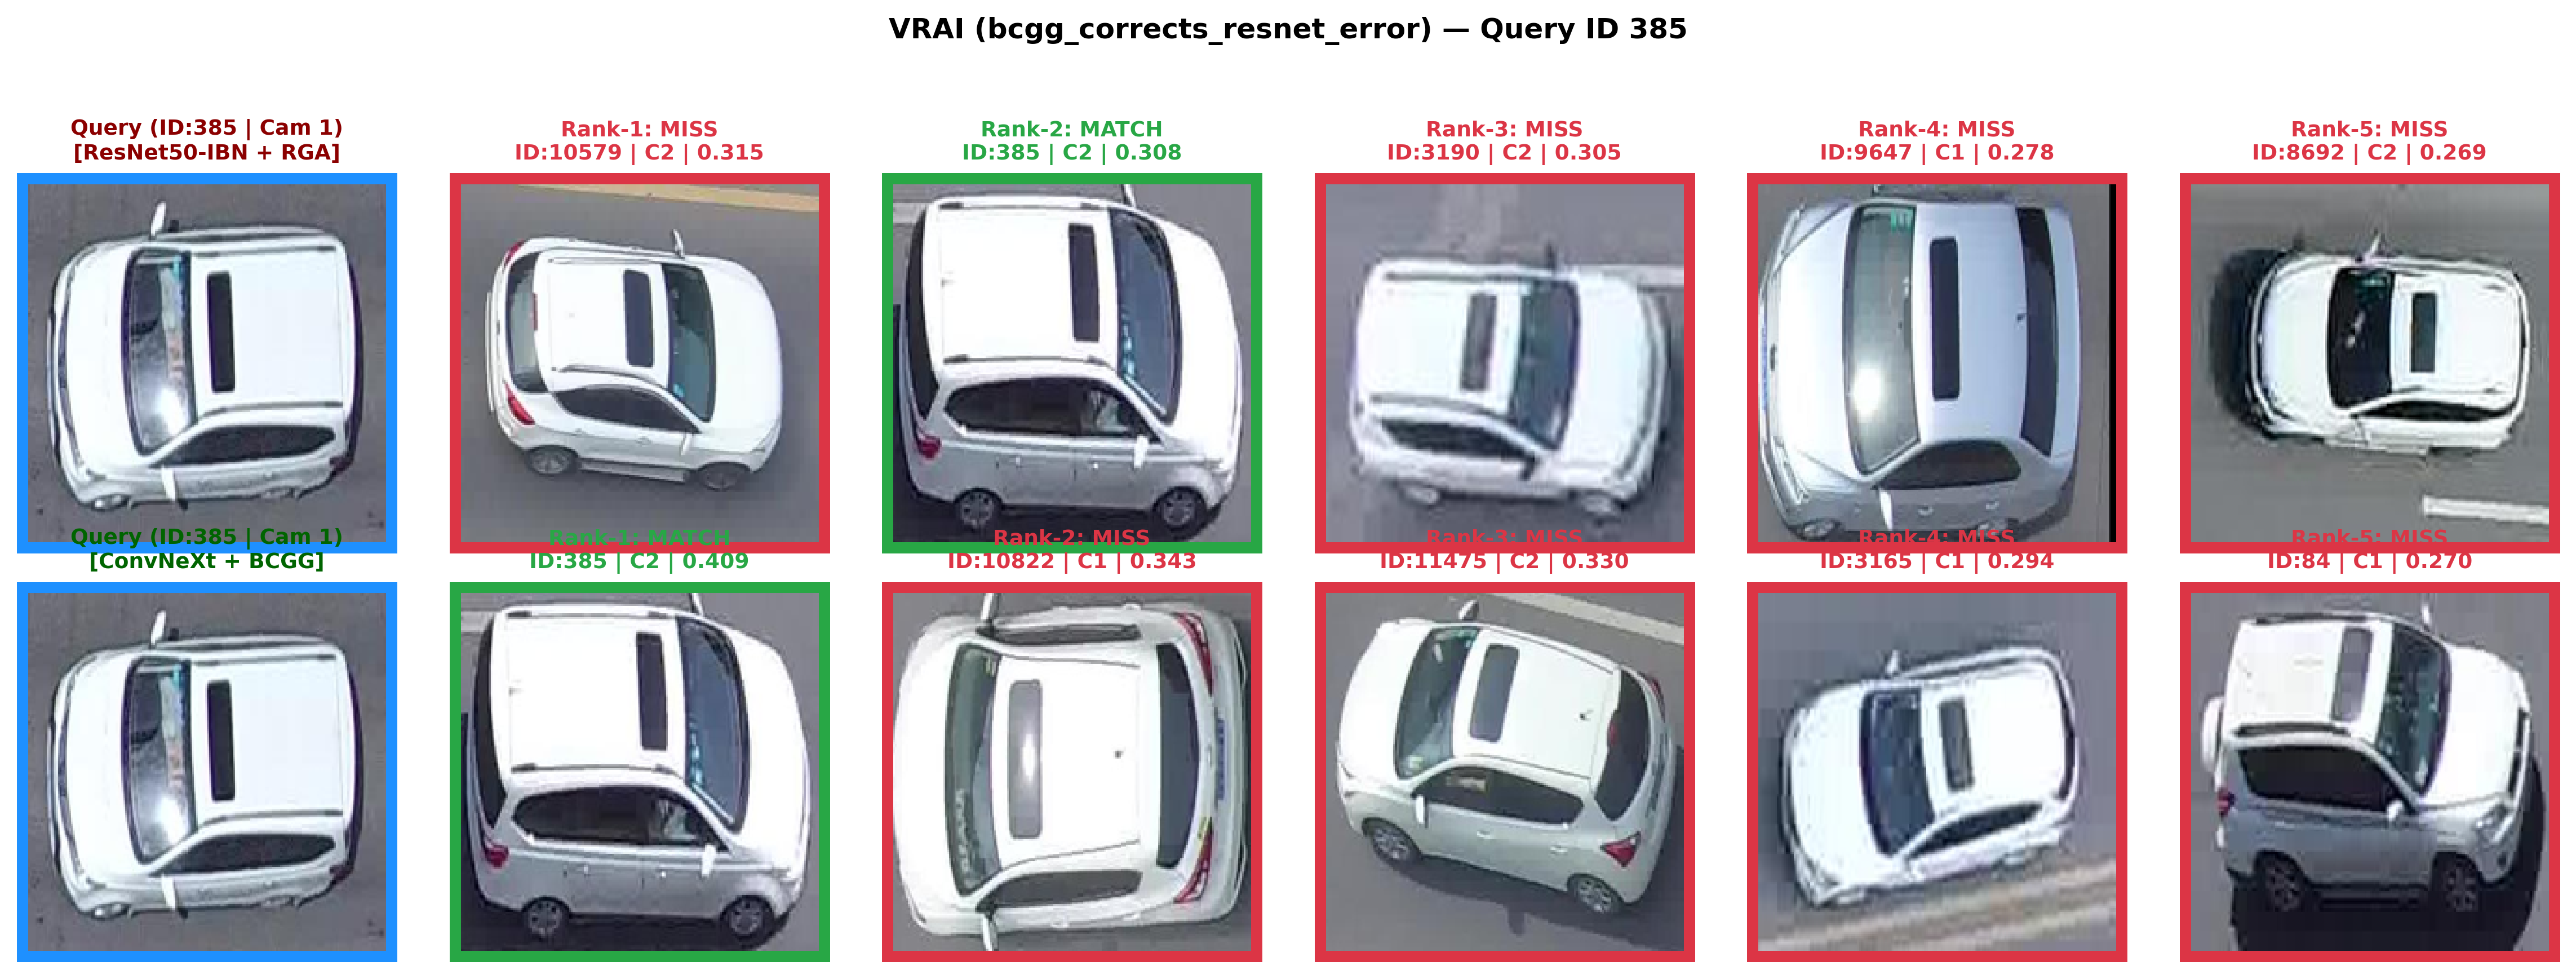 VRAI (bcgg_corrects_resnet_error) — Query ID 385
Query (ID:385 | Cam 1)
[ResNet50-IBN + RGA]
Rank-1: MISS
ID:10579 | C2 | 0.315
Rank-2: MATCH
ID:385 | C2 | 0.308
Rank-3: MISS
ID:3190 | C2 | 0.305
Rank-4: MISS
ID:9647 | C1 | 0.278
Rank-5: MISS
ID:8692 | C2 | 0.269
Query (ID:385 | Cam 1)
[ConvNeXt + BCGG]
Rank-1: MATCH
ID:385 | C2 | 0.409
Rank-2: MISS
ID:10822 | C1 | 0.343
Rank-3: MISS
ID:11475 | C2 | 0.330
Rank-4: MISS
ID:3165 | C1 | 0.294
Rank-5: MISS
ID:84 | C1 | 0.270